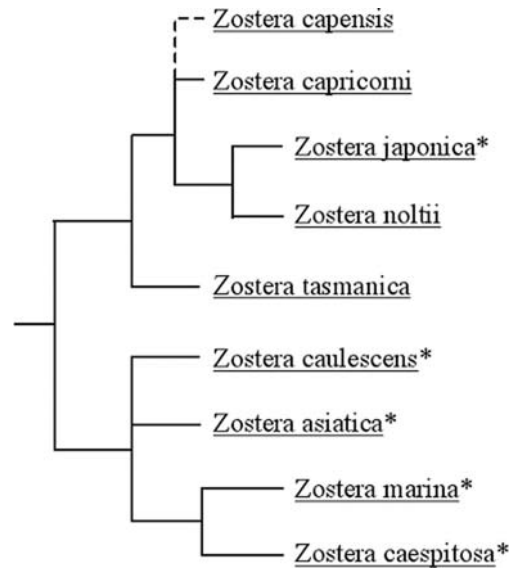 Zostera capensis
Zostera capricorni
Zostera japonica*
Zostera noltii
Zostera tasmanica
Zostera caulescens*
Zostera asiatica*
Zostera marina*
Zostera caespitosa*